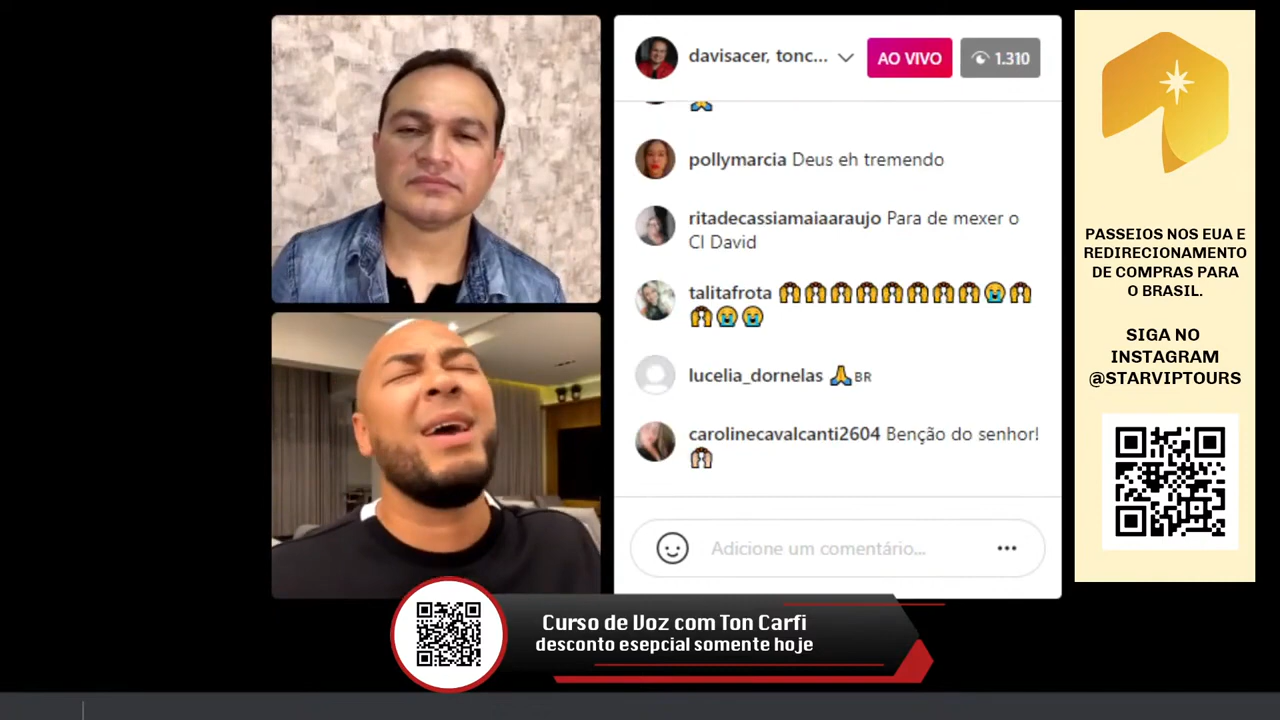 davisacer, tonc...
AO VIVO
1.310
pollymarcia Deus eh tremendo
ritadecassiamaiaaraujo Para de mexer o
Cl David
talitafrota
lucelia_dornelas 🙏 BR
carolinecavalcanti2604 Benção do senhor!
Adicione um comentário...
PASSEIOS NOS EUA E
REDIRECIONAMENTO
DE COMPRAS PARA
O BRASIL.
SIGA NO
INSTAGRAM
@STARVIPTOURS
Curso de Voz com Ton Carfi
desconto esepcial somente hoje